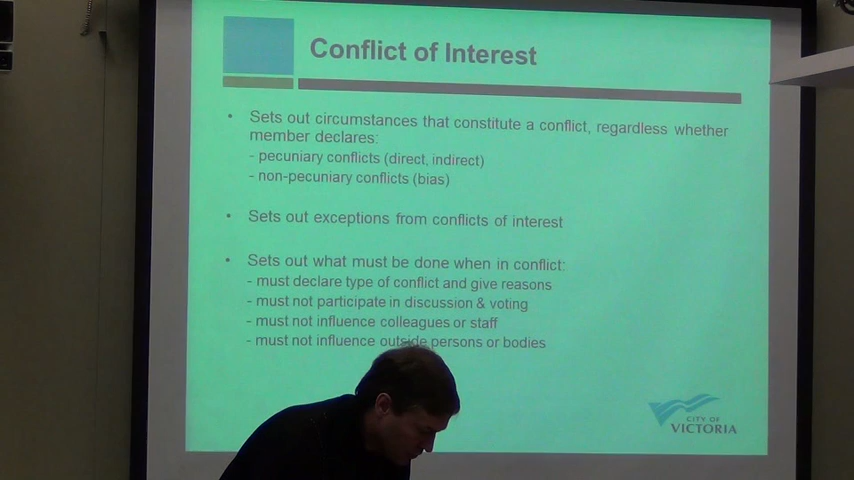 Conflict of Interest
• Sets out circumstances that constitute a conflict, regardless whether
member declares:
- pecuniary conflicts (direct, indirect)
- non-pecuniary conflicts (bias)
• Sets out exceptions from conflicts of interest
• Sets out what must be done when in conflict:
- must declare type of conflict and give reasons
- must not participate in discussion & voting
- must not influence colleagues or staff
- must not influence outside persons or bodies
CITY OF
VICTORIA